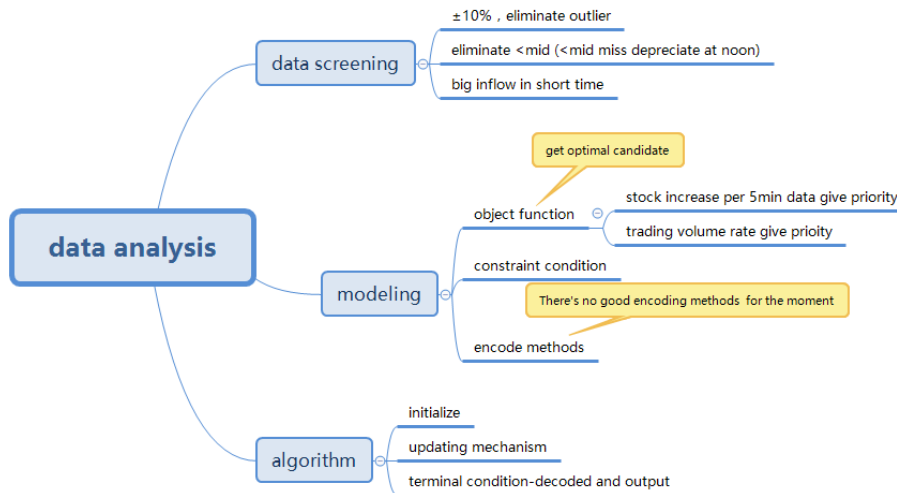 data analysis
data screening
±10%，eliminate outlier
eliminate <mid (<mid miss depreciate at noon)
big inflow in short time
modeling
get optimal candidate
object function
stock increase per 5min data give priority
trading volume rate give prioity
constraint condition
There's no good encoding methods  for the moment
encode methods
algorithm
initialize
updating mechanism
terminal condition-decoded and output